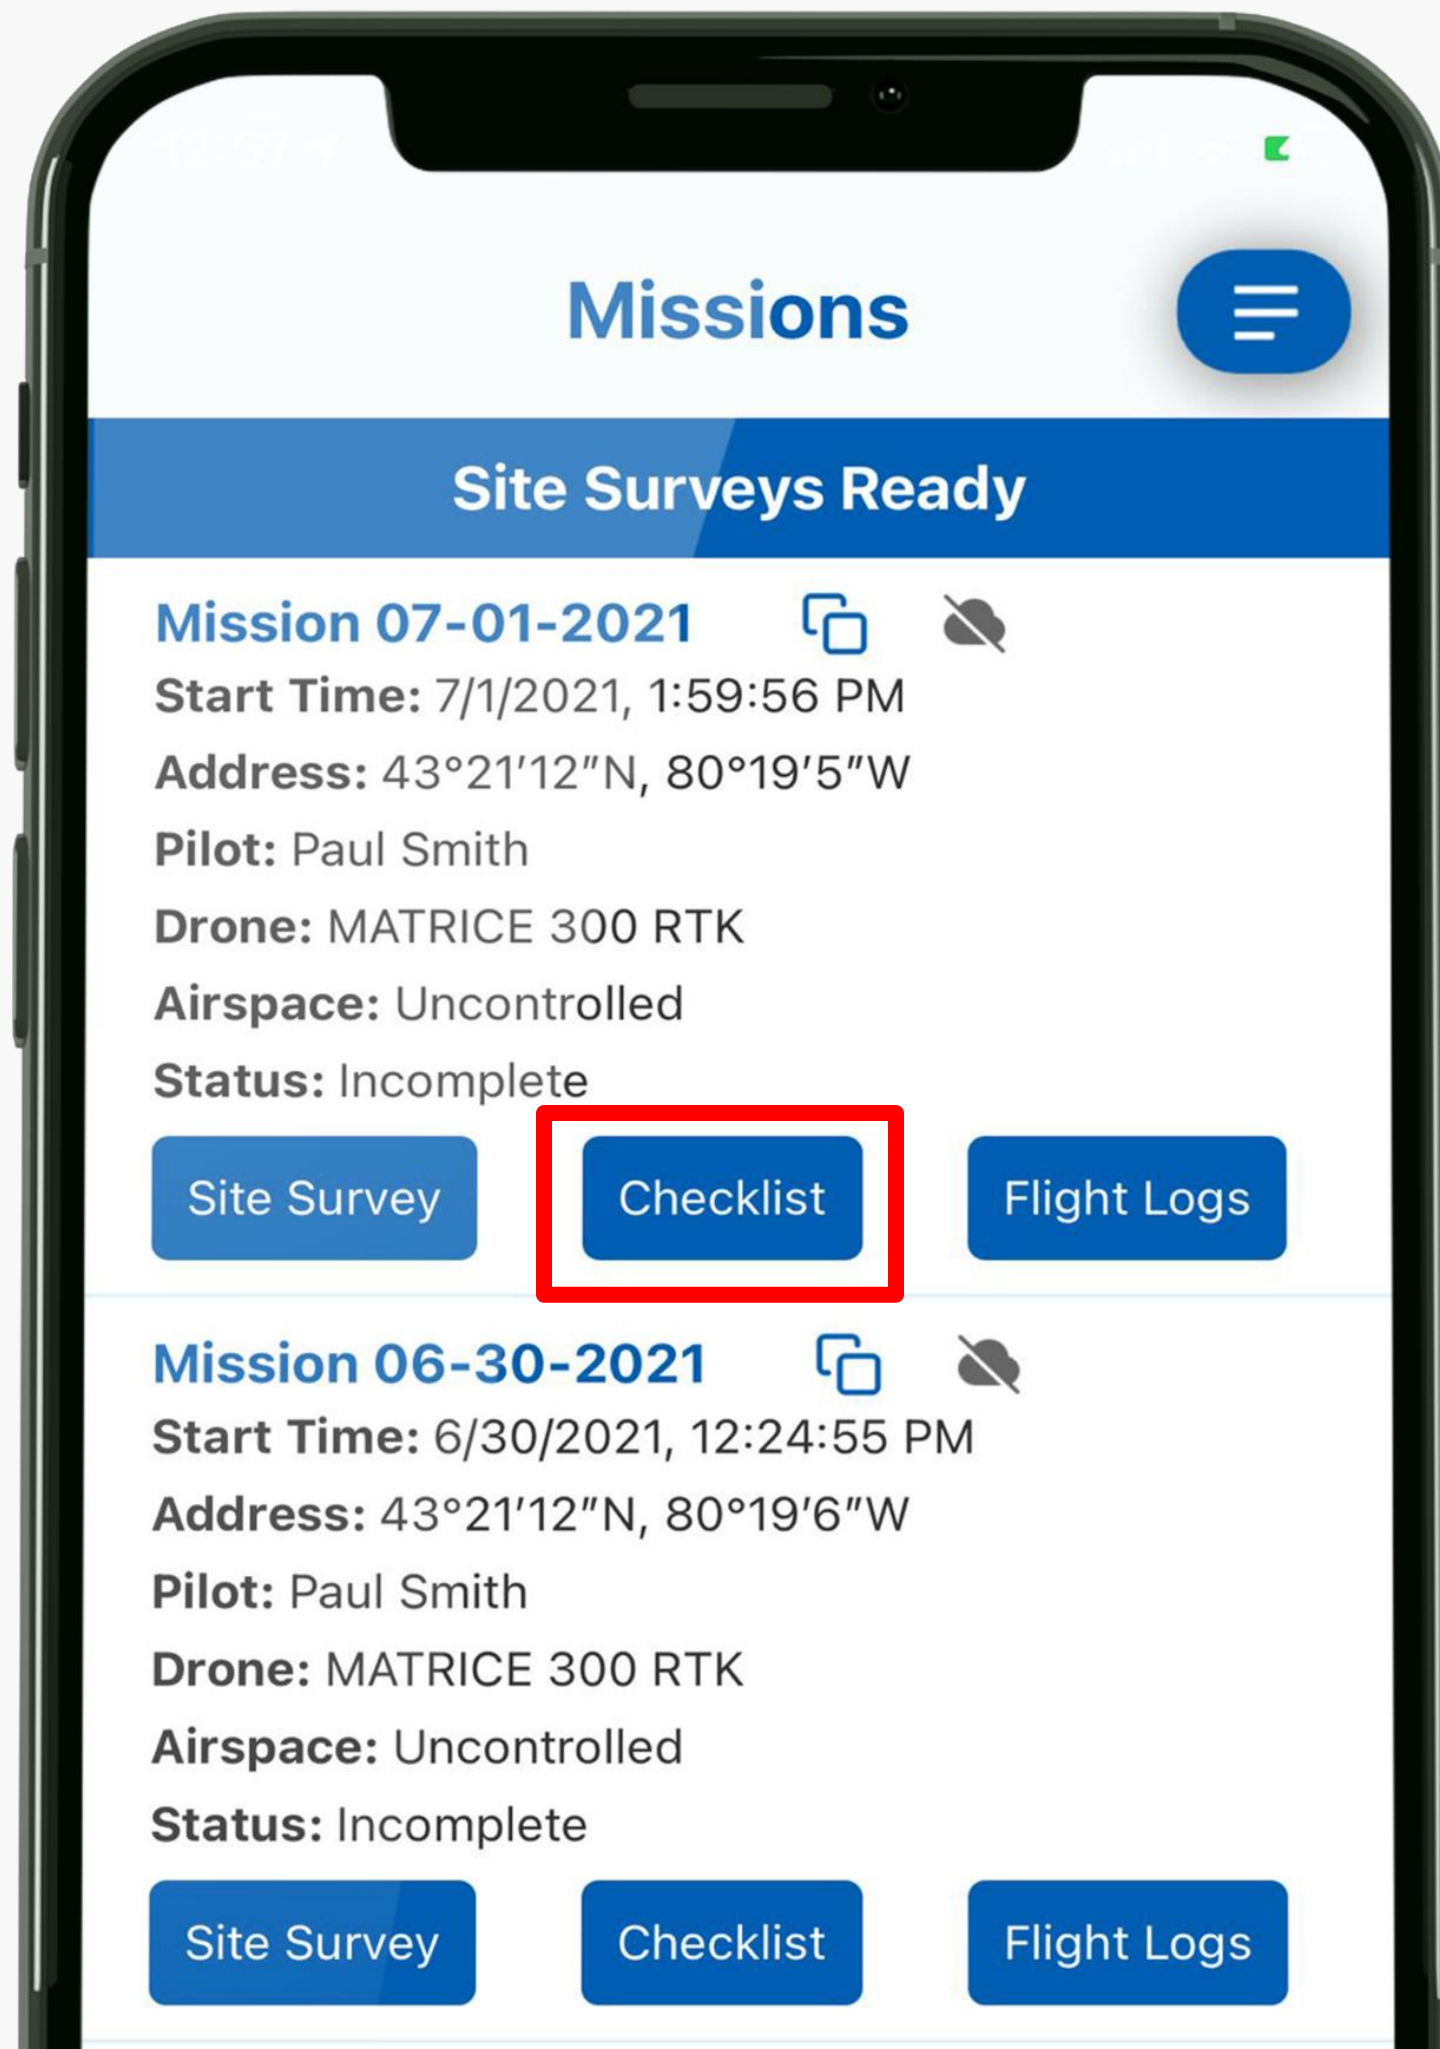 Missions
Site Surveys Ready
Mission 07-01-2021
Start Time: 7/1/2021, 1:59:56 PM
Address: 43°21'12"N, 80°19'5"W
Pilot: Paul Smith
Drone: MATRICE 300 RTK
Airspace: Uncontrolled
Status: Incomplete
Site Survey Checklist Flight Logs
Mission 06-30-2021
Start Time: 6/30/2021, 12:24:55 PM
Address: 43°21'12"N, 80°19'6"W
Pilot: Paul Smith
Drone: MATRICE 300 RTK
Airspace: Uncontrolled
Status: Incomplete
Site Survey Checklist Flight Logs